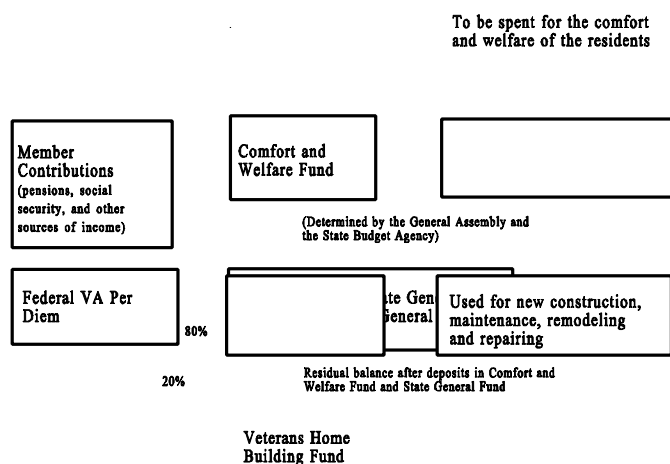 To be spent for the comfort
and welfare of the residents
Member
Contributions
(pensions, social
security, and other
sources of income)
Comfort and
Welfare Fund
(Determined by the General Assembly and
the State Budget Agency)
Federal VA Per
Diem
80%
20%
General
Used for new construction,
maintenance, remodeling
and repairing
Residual balance after deposits in Comfort and
Welfare Fund and State General Fund
Veterans Home
Building Fund